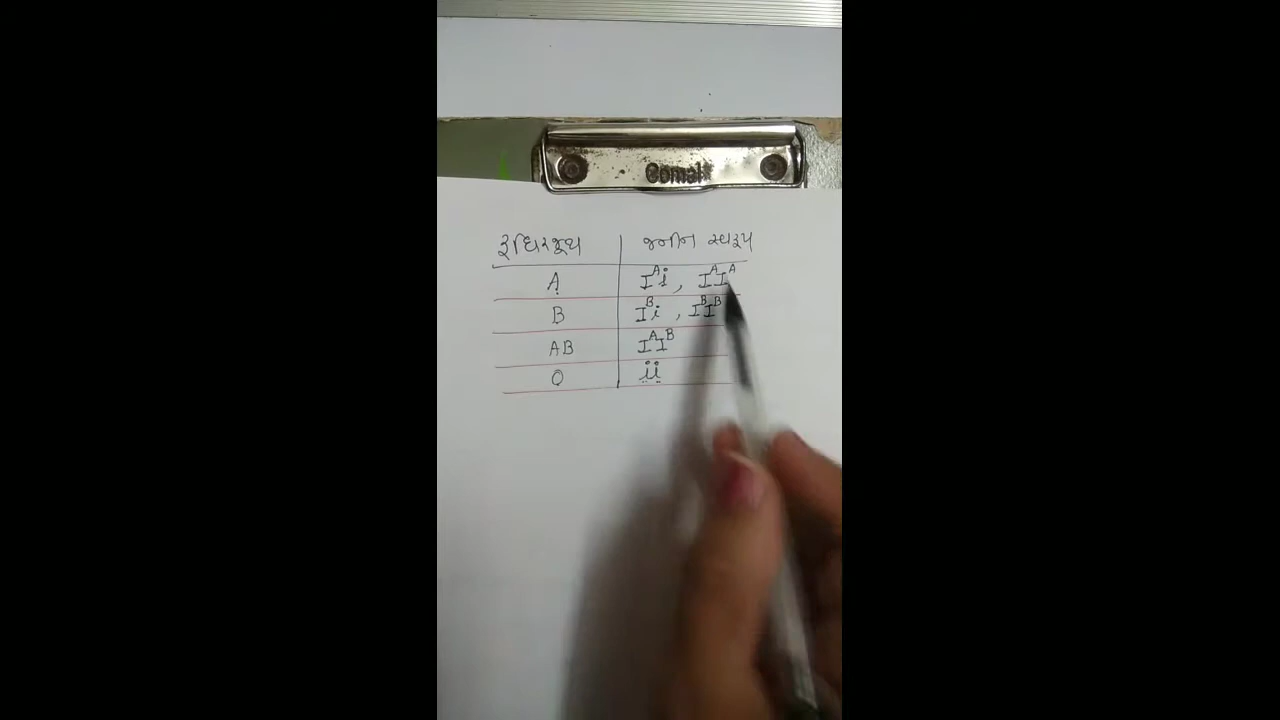 Comal
રુધિરજૂથ જનીન સ્વરૂપ
A Iᴬi, IᴬIᴬ
B Iᴮi, IᴮIᴮ
AB IᴬIᴮ
O ii